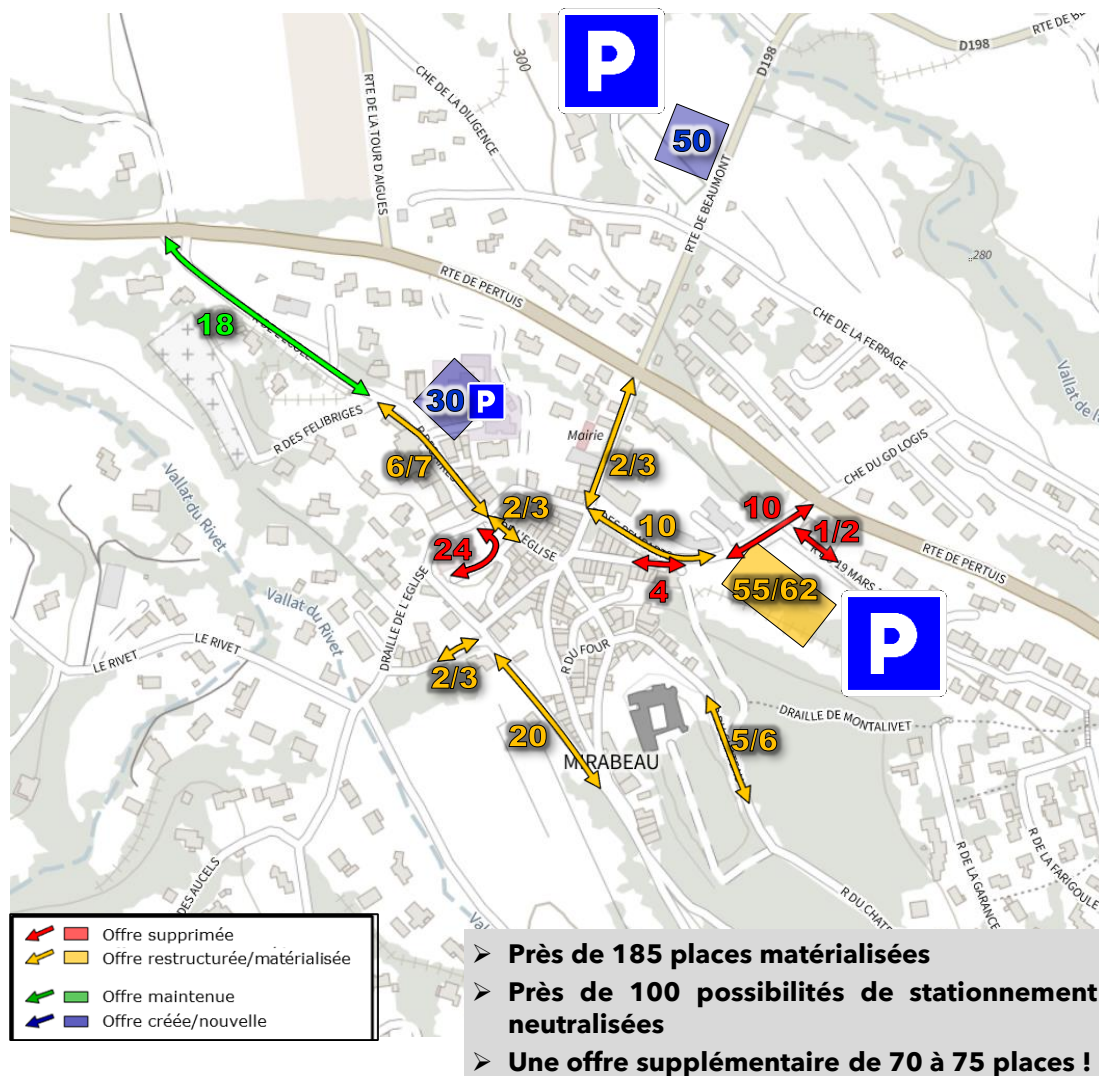 P
D198
RTE DE
D198
300
CHE DE LA DILIGENCE
RTE DE LA TOUR D'AIGUES
50
RTE DE BEAUMONT
280
RTE DE PERTUIS
CHE DE LA FERRAGE
18
30 P
R DES FELIBRIGES
Mairie
6/7
2/3
CHE DU GD LOGIS
Vallat du Rivet
2/3
10
10
1/2
24
4
RTE DE PERTUIS
55/62
Vallat du Rivet
DRAILLE DE L'EGLISE
P
LE RIVET
LE RIVET
R DU FOUR
2/3
20
5/6
DRAILLE DE MONTALIVET
MIRABEAU
R DE LA GARANCE
R DE LA FARIGOULE
DES AUCELS
R DU CHAT
Offre supprimée
Offre restructurée/matérialisée
Offre maintenue
Offre créée/nouvelle
➢ Près de 185 places matérialisées
➢ Près de 100 possibilités de stationnement
neutralisées
➢ Une offre supplémentaire de 70 à 75 places !